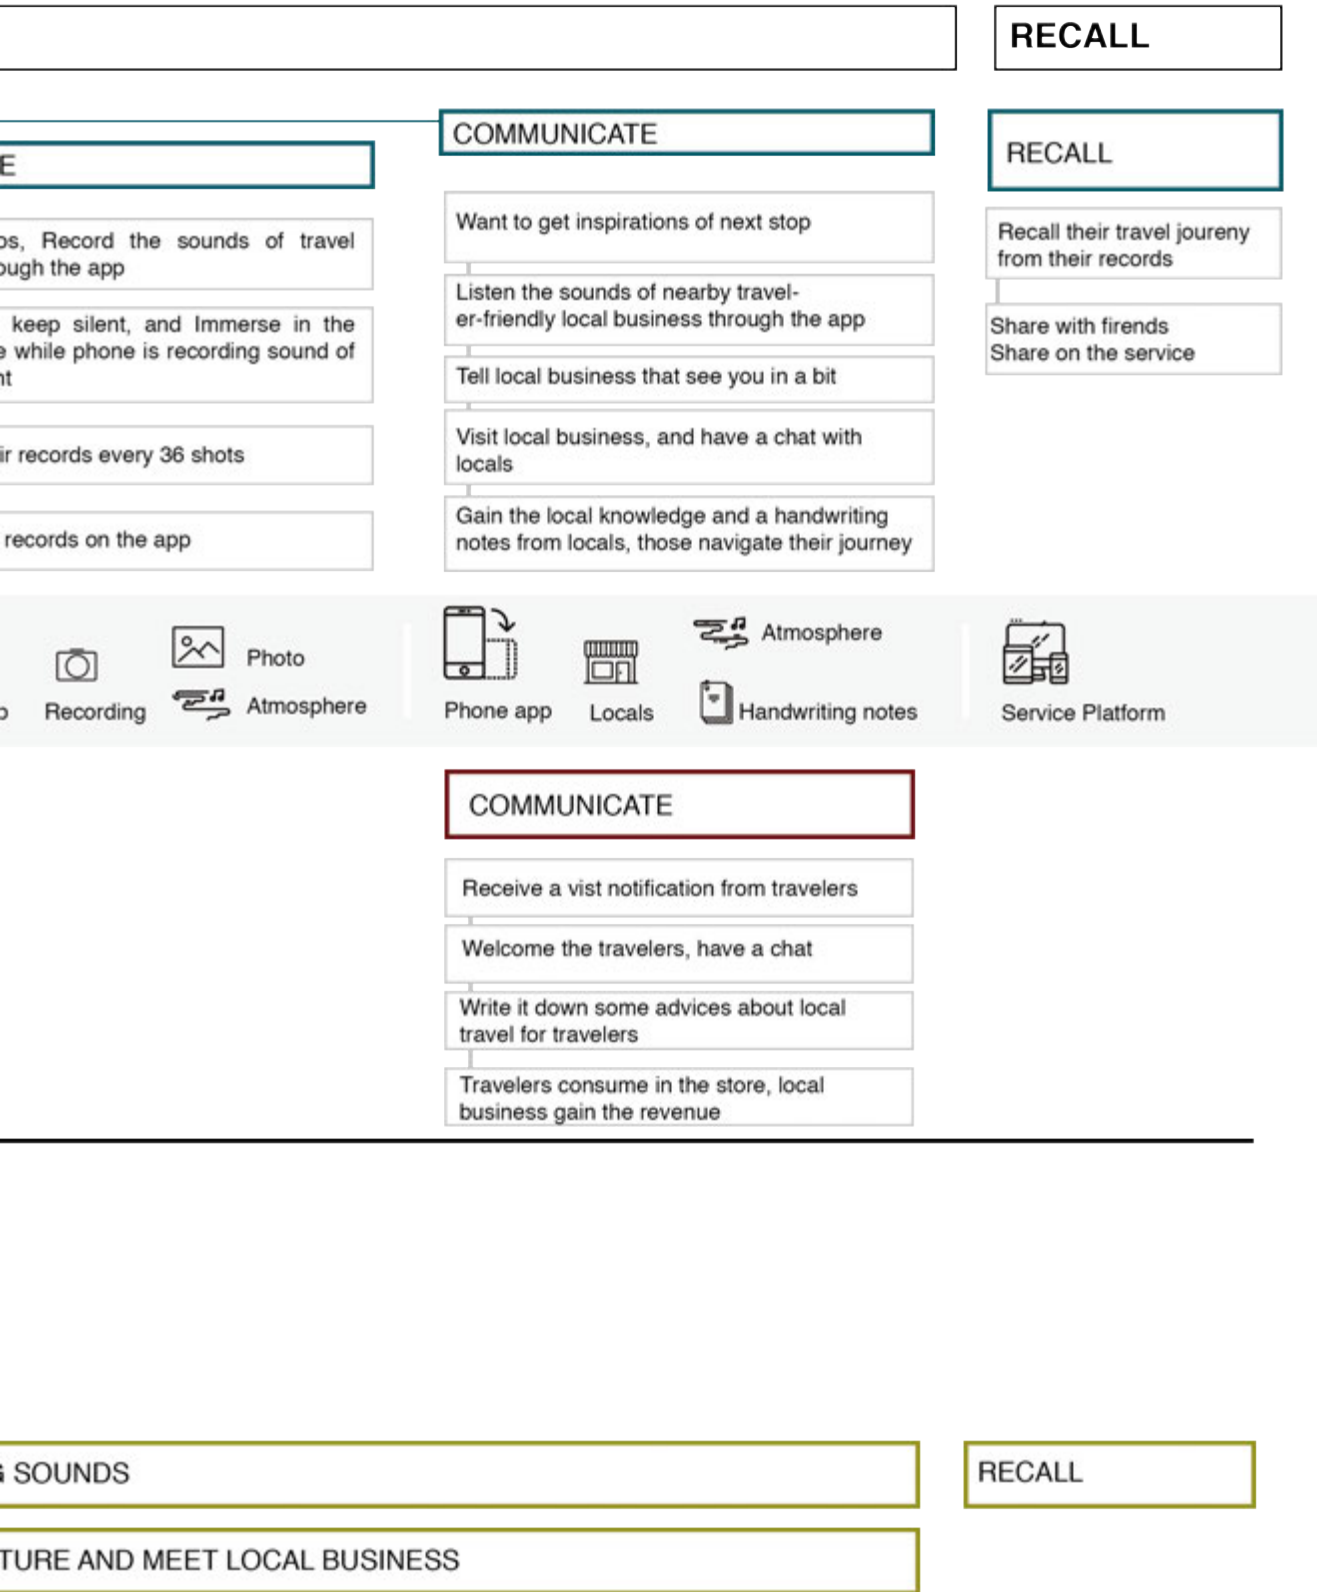 RECALL
COMMUNICATE
RECALL
E
Want to get inspirations of next stop
Recall their travel joureny
from their records
os, Record the sounds of travel
ough the app
Listen the sounds of nearby travel-
er-friendly local business through the app
keep silent, and Immerse in the
e while phone is recording sound of
nt
Share with firends
Share on the service
Tell local business that see you in a bit
Visit local business, and have a chat with
locals
ir records every 36 shots
Gain the local knowledge and a handwriting
notes from locals, those navigate their journey
records on the app
Photo
Atmosphere
Recording
Atmosphere
Phone app
Locals
Handwriting notes
Service Platform
COMMUNICATE
Receive a vist notification from travelers
Welcome the travelers, have a chat
Write it down some advices about local
travel for travelers
Travelers consume in the store, local
business gain the revenue
SOUNDS
RECALL
TURE AND MEET LOCAL BUSINESS